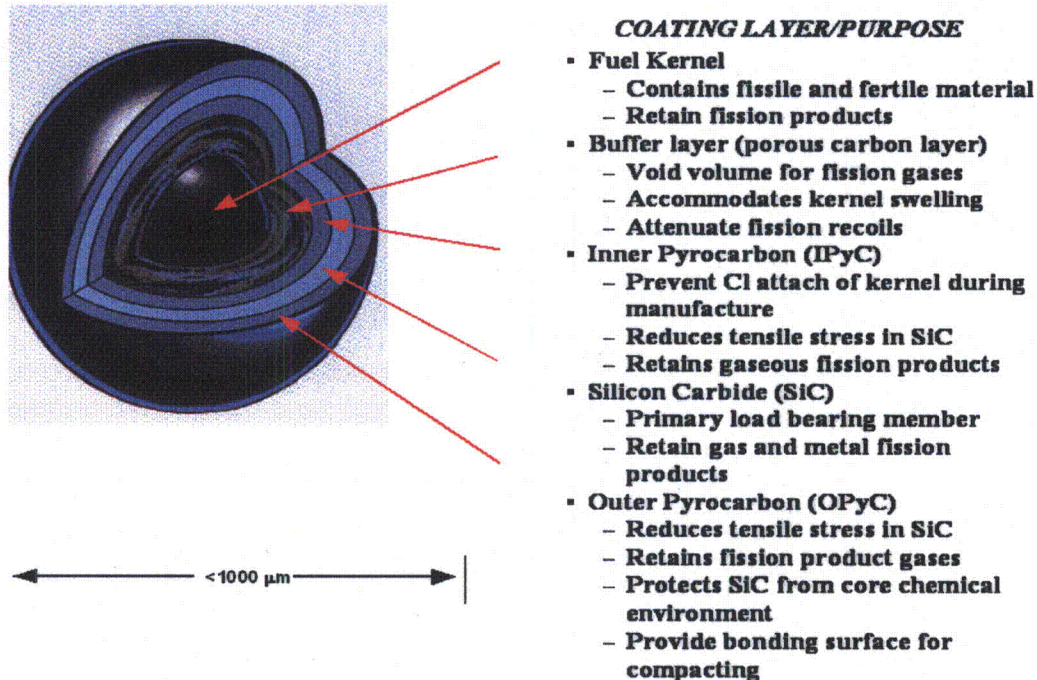 COATING LAYER/PURPOSE
▪ Fuel Kernel
– Contains fissile and fertile material
– Retain fission products
▪ Buffer layer (porous carbon layer)
– Void volume for fission gases
– Accommodates kernel swelling
– Attenuate fission recoils
▪ Inner Pyrocarbon (IPyC)
– Prevent Cl attach of kernel during
manufacture
– Reduces tensile stress in SiC
– Retains gaseous fission products
▪ Silicon Carbide (SiC)
– Primary load bearing member
– Retain gas and metal fission
products
▪ Outer Pyrocarbon (OPyC)
– Reduces tensile stress in SiC
– Retains fission product gases
– Protects SiC from core chemical
environment
– Provide bonding surface for
compacting
<1000 µm